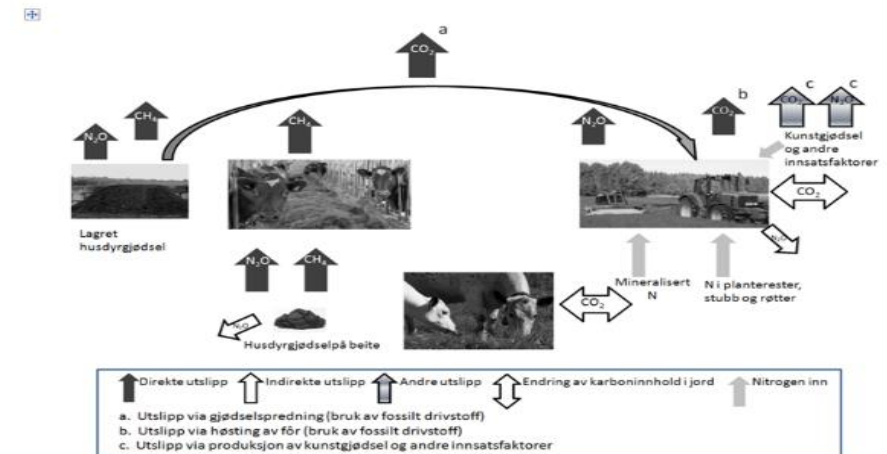 a
CO₂
b
c
c
N₂O
CH₄
CH₄
N₂O
CO₂
CO₂
N₂O
Kunstgjødsel
og andre
innsatsfaktorer
CO₂
N₂O
Lagret
husdyrgjødsel
N₂O
CH₄
Mineralisert
N
N i planterester,
stubb og røtter
CO₂
N₂O
Husdyrgjødselpå beite
Direkte utslipp
Indirekte utslipp
Andre utslipp
Endring av karboninnhold i jord
Nitrogen inn
a. Utslipp via gjødselspredning (bruk av fossilt drivstoff)
b. Utslipp via høsting av fôr (bruk av fossilt drivstoff)
c. Utslipp via produksjon av kunstgjødsel og andre innsatsfaktorer